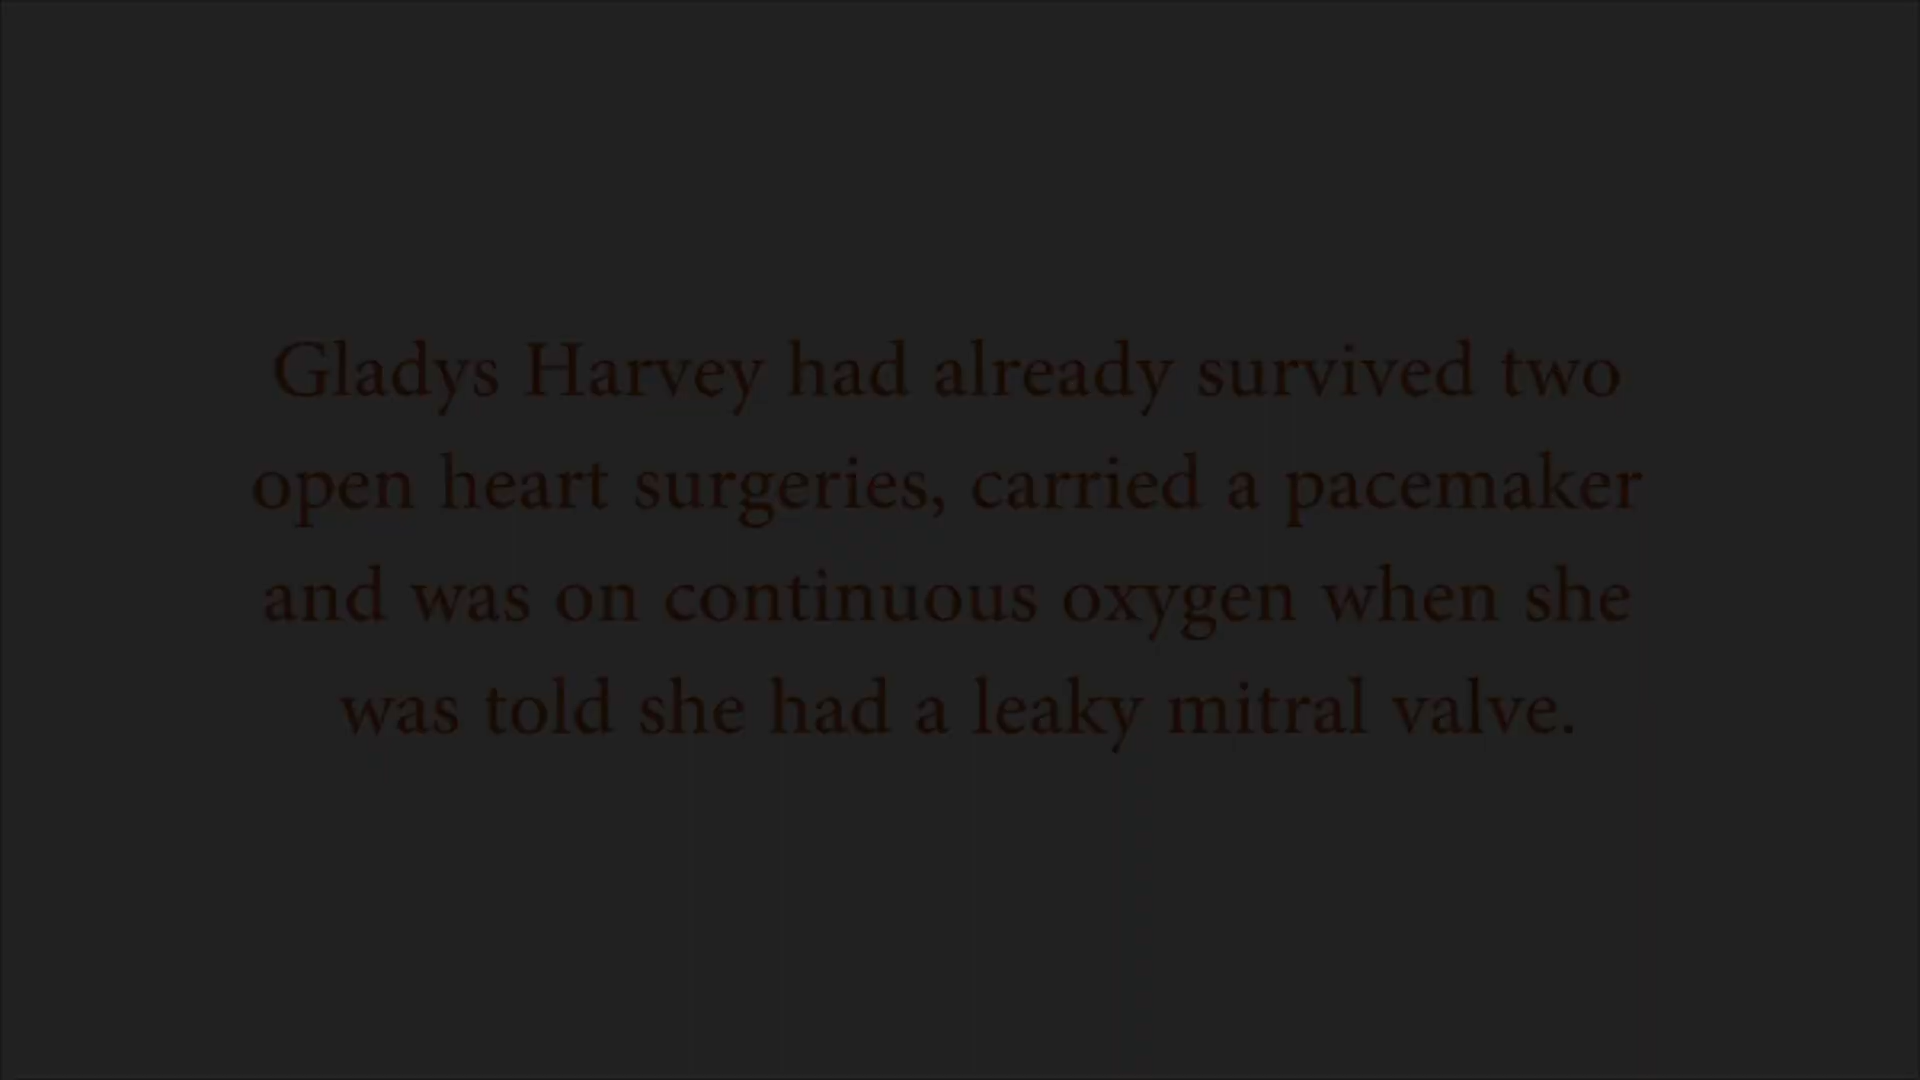 Gladys Harvey had already survived two
open heart surgeries, carried a pacemaker
and was on continuous oxygen when she
was told she had a leaky mitral valve.